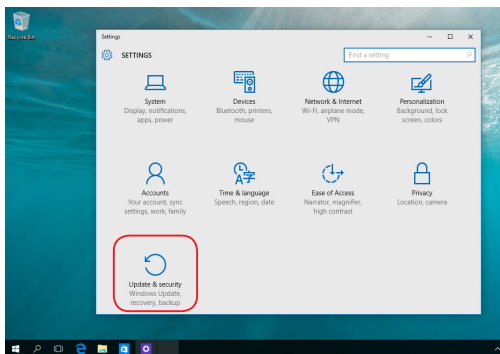 Recycle Bin
Settings
SETTINGS
Find a setting
System
Display, notifications,
apps, power
Devices
Bluetooth, printers,
mouse
Network & Internet
Wi-Fi, airplane mode,
VPN
Personalization
Background, lock
screen, colors
Accounts
Your account, sync
settings, work, family
Time & language
Speech, region, date
Ease of Access
Narrator, magnifier,
high contrast
Privacy
Location, camera
Update & security
Windows Update,
recovery, backup